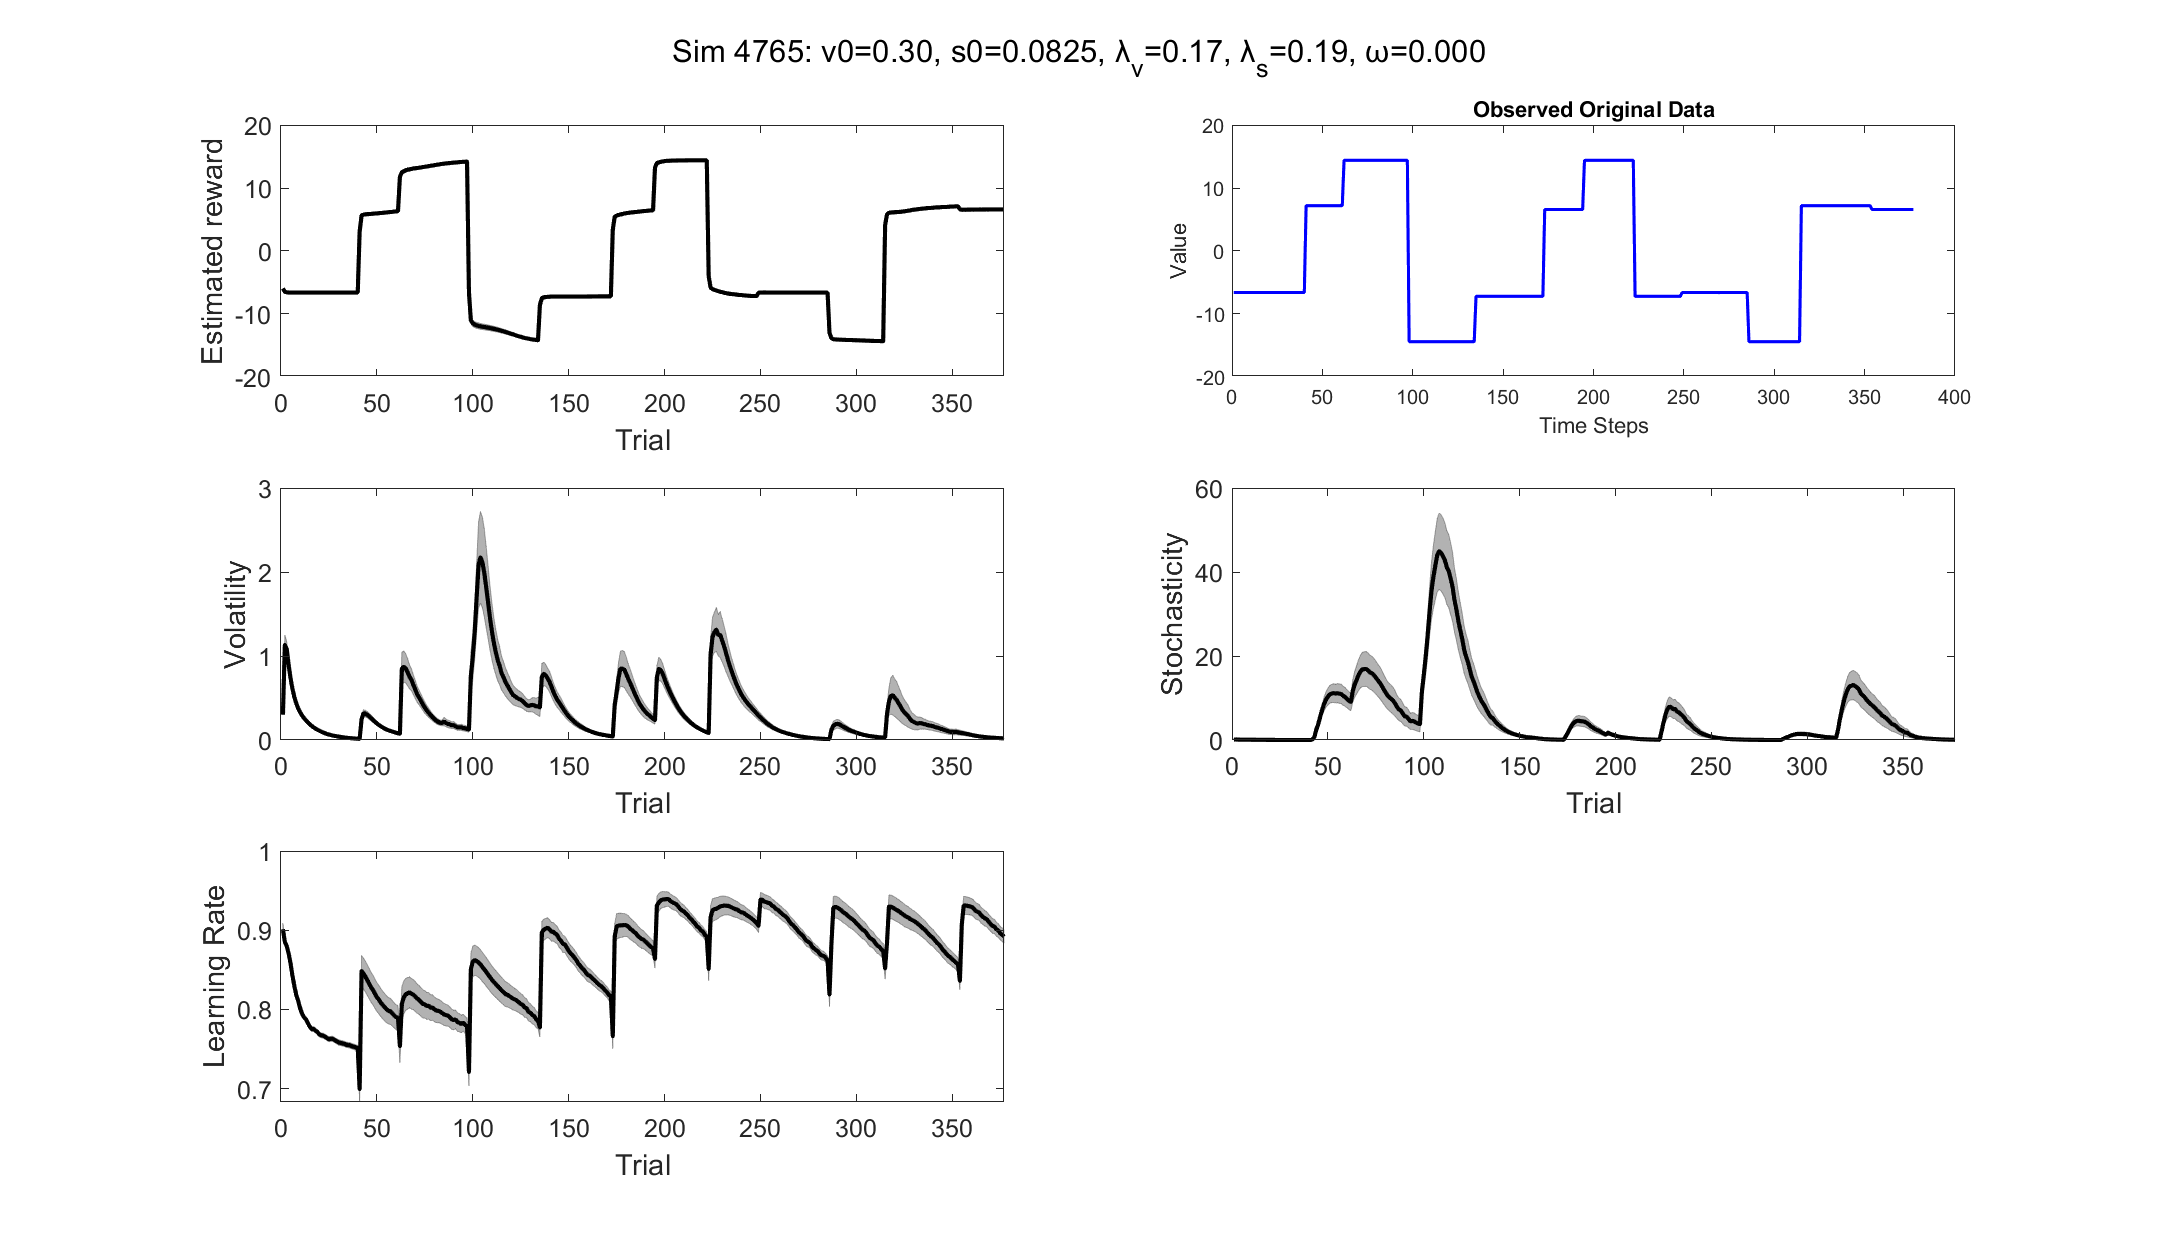 Sim 4765: v0=0.30, s0=0.0825, λv=0.17, λs=0.19, ω=0.000
Estimated reward
20
10
0
-10
-20
0 50 100 150 200 250 300 350
Trial
Observed Original Data
Value
20
10
0
-10
-20
0 50 100 150 200 250 300 350 400
Time Steps
Volatility
3
2
1
0
0 50 100 150 200 250 300 350
Trial
Stochasticity
60
40
20
0
0 50 100 150 200 250 300 350
Trial
Learning Rate
1
0.9
0.8
0.7
0 50 100 150 200 250 300 350
Trial